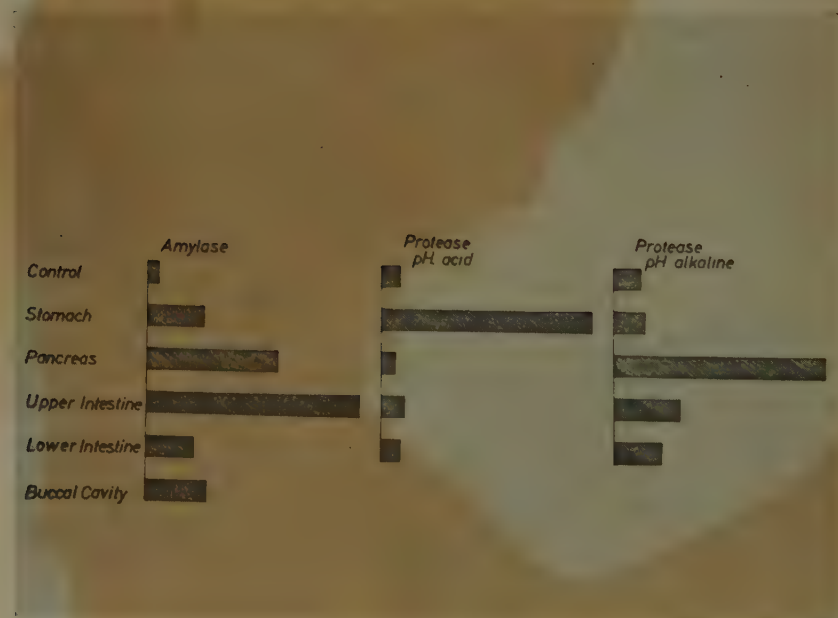 Amylase
Protease
pH acid
Protease
pH alkaline
Control
Stomach
Pancreas
Upper Intestine
Lower Intestine
Buccal Cavity